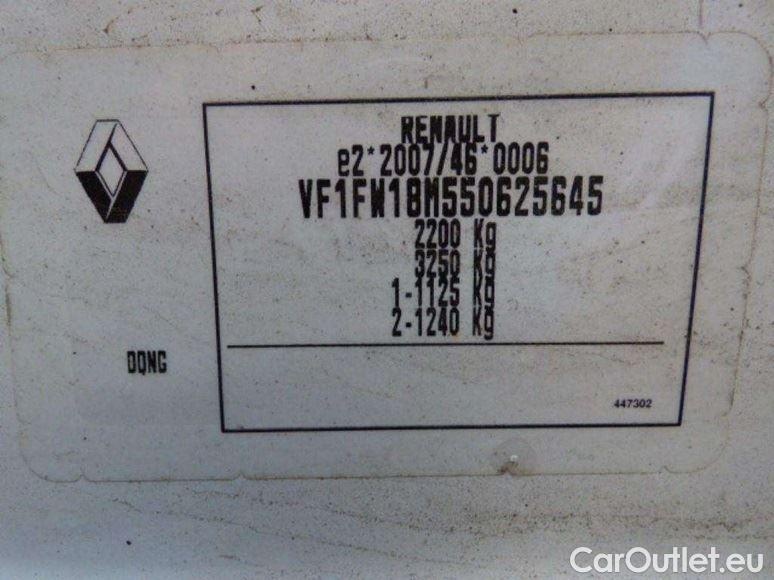 RENAULT
e2*2007/46*0006
VF1FW18M550625645
2200 Kg
3250 Kg
1-1125 Kg
2-1240 Kg
DQNG
447302
CarOutlet.eu